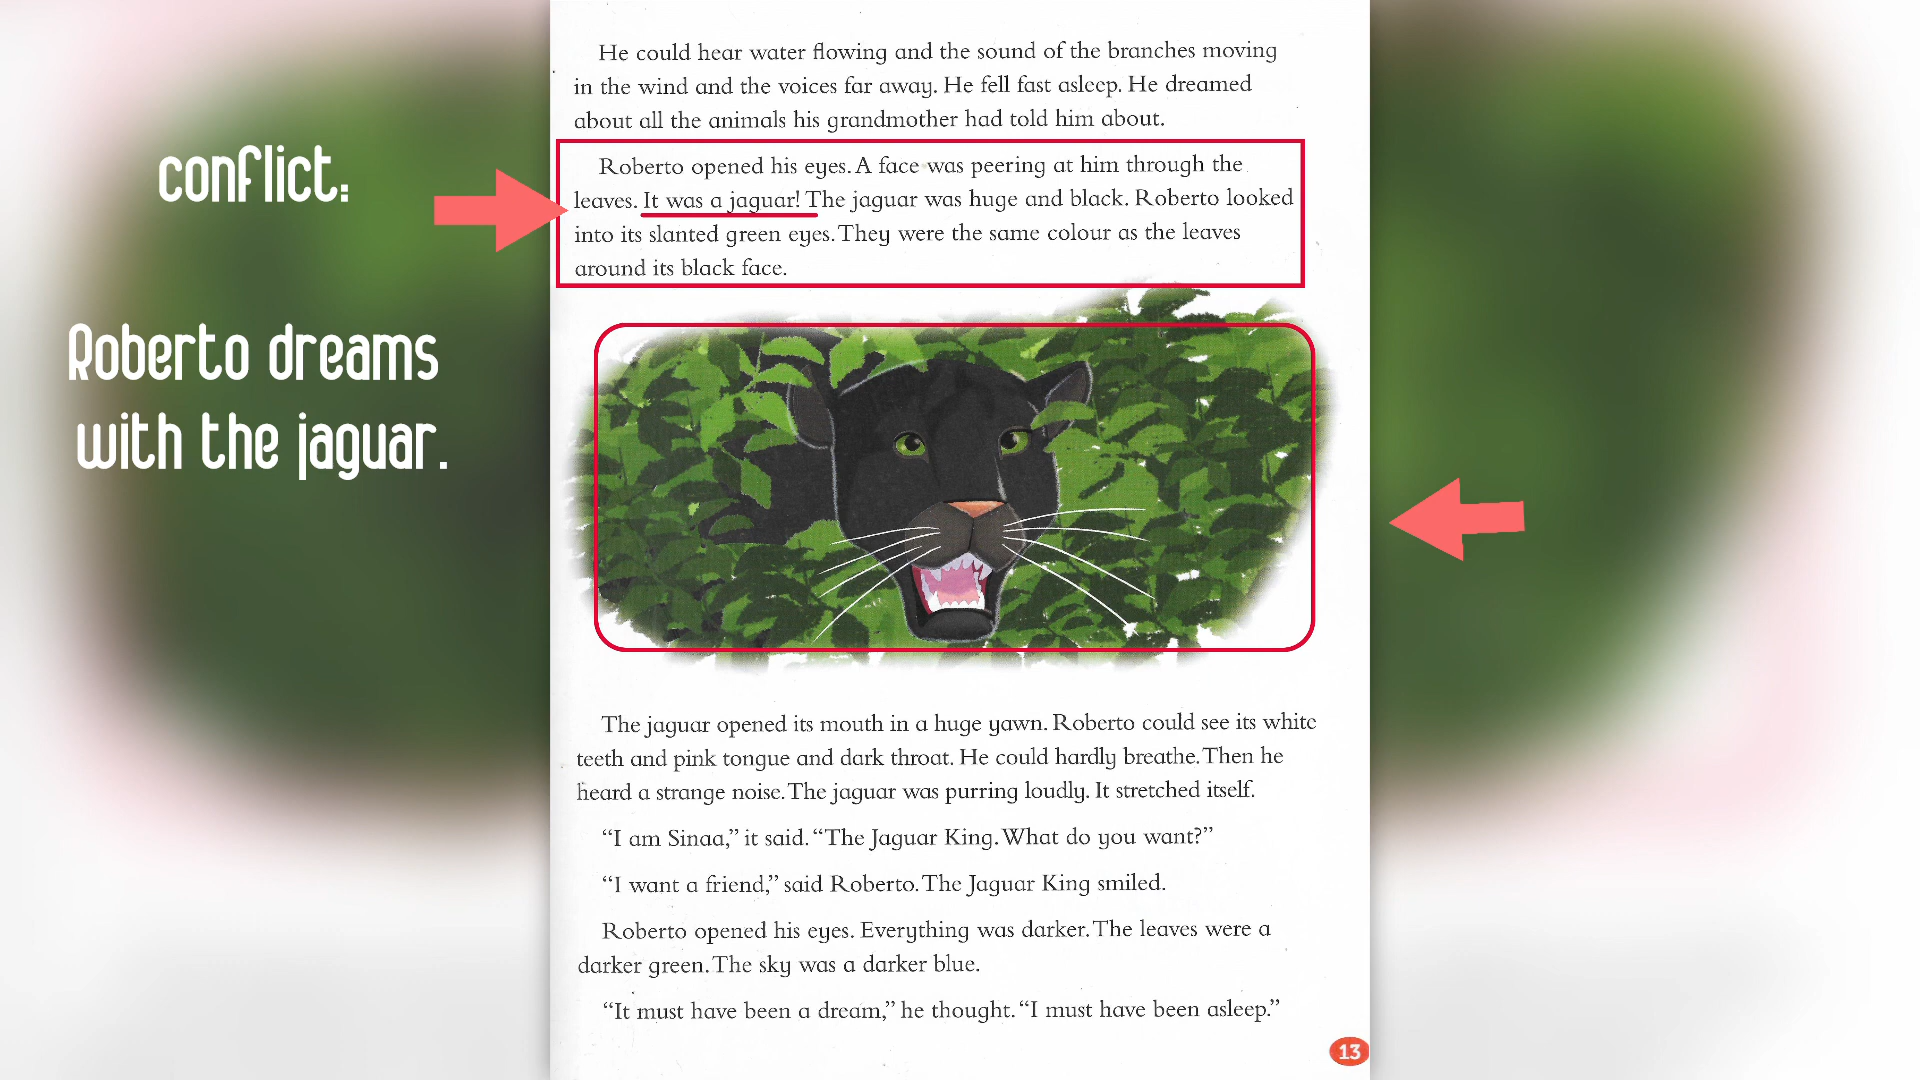 conflict:
Roberto dreams
with the jaguar.
He could hear water flowing and the sound of the branches moving
in the wind and the voices far away. He fell fast asleep. He dreamed
about all the animals his grandmother had told him about.
Roberto opened his eyes. A face was peering at him through the
leaves. It was a jaguar! The jaguar was huge and black. Roberto looked
into its slanted green eyes. They were the same colour as the leaves
around its black face.
The jaguar opened its mouth in a huge yawn. Roberto could see its white
teeth and pink tongue and dark throat. He could hardly breathe. Then he
heard a strange noise. The jaguar was purring loudly. It stretched itself.
“I am Sinaa,” it said. “The Jaguar King. What do you want?”
“I want a friend,” said Roberto. The Jaguar King smiled.
Roberto opened his eyes. Everything was darker. The leaves were a
darker green. The sky was a darker blue.
“It must have been a dream,” he thought. “I must have been asleep.”
13